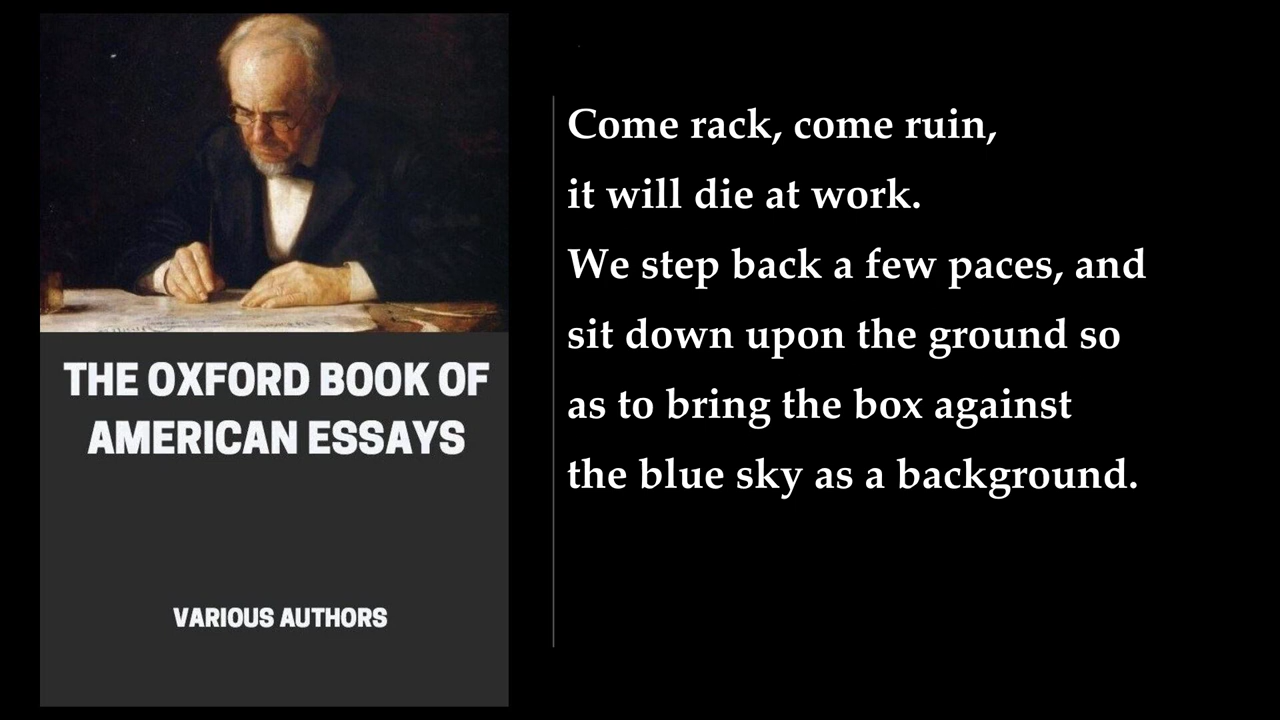 THE OXFORD BOOK OF
AMERICAN ESSAYS
VARIOUS AUTHORS
Come rack, come ruin,
it will die at work.
We step back a few paces, and
sit down upon the ground so
as to bring the box against
the blue sky as a background.